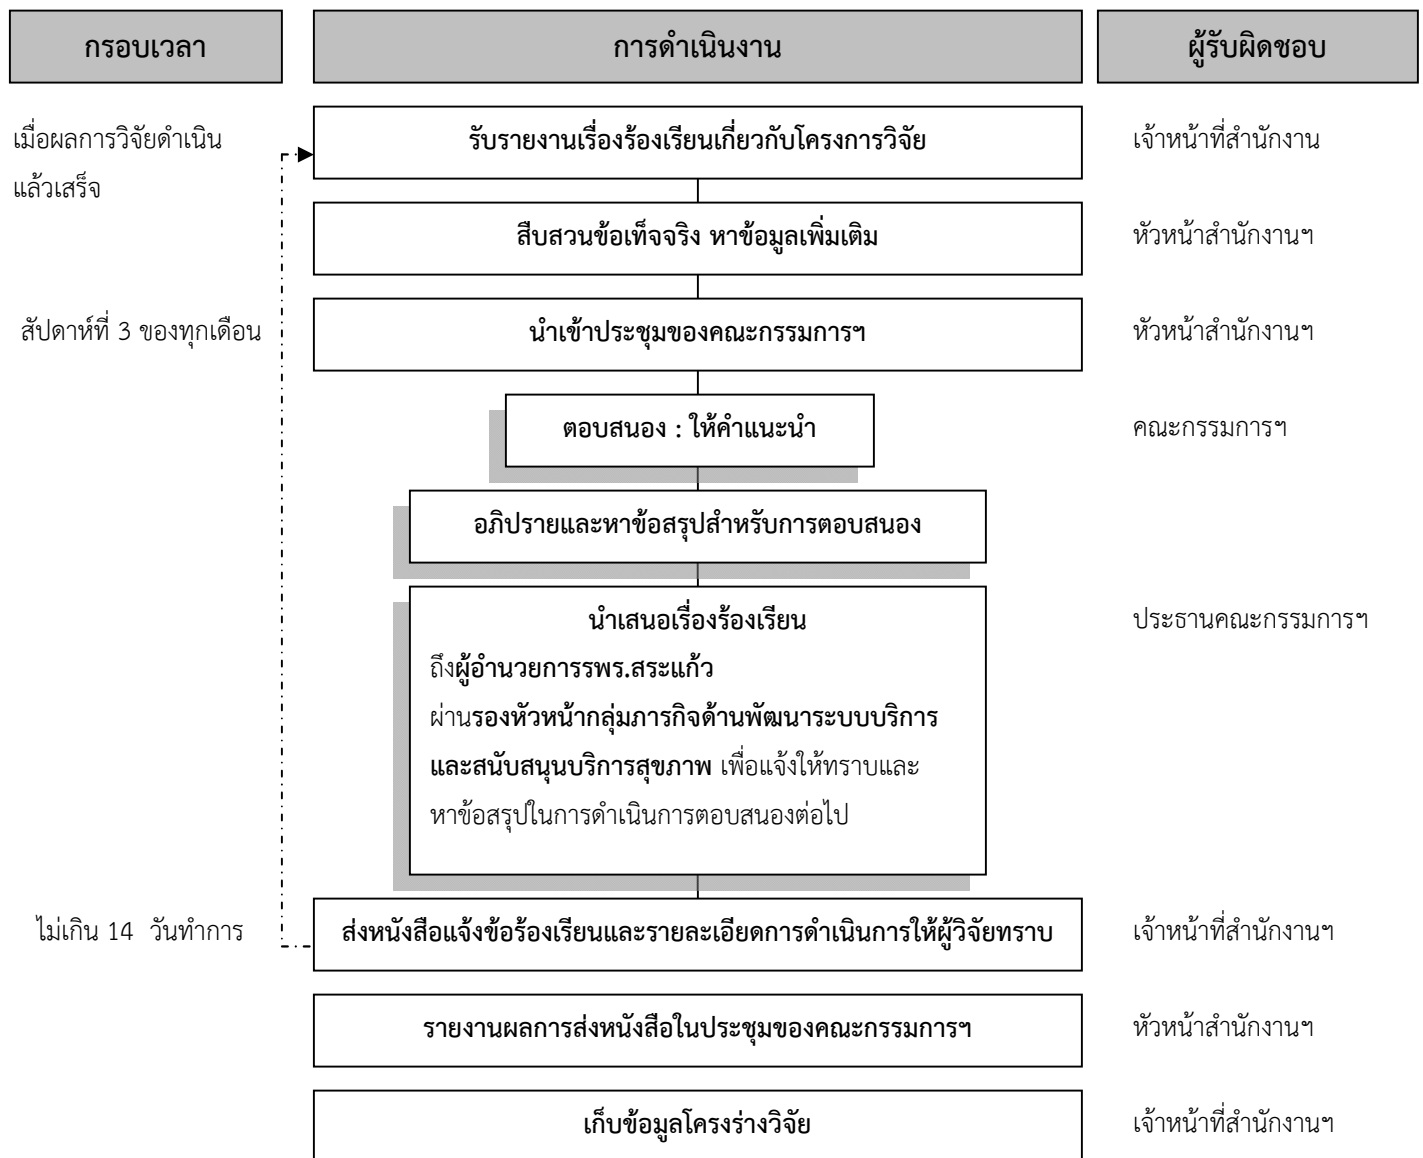 กรอบเวลา
การดำเนินงาน
ผู้รับผิดชอบ
เมื่อผลการวิจัยดำเนิน
แล้วเสร็จ
รับรายงานเรื่องร้องเรียนเกี่ยวกับโครงการวิจัย
เจ้าหน้าที่สำนักงาน
สืบสวนข้อเท็จจริง หาข้อมูลเพิ่มเติม
หัวหน้าสำนักงานฯ
สัปดาห์ที่ 3 ของทุกเดือน
นำเข้าประชุมของคณะกรรมการฯ
หัวหน้าสำนักงานฯ
ตอบสนอง : ให้คำแนะนำ
คณะกรรมการฯ
อภิปรายและหาข้อสรุปสำหรับการตอบสนอง
นำเสนอเรื่องร้องเรียน
ประธานคณะกรรมการฯ
ถึงผู้อำนวยการรพร.สระแก้ว
ผ่านรองหัวหน้ากลุ่มภารกิจด้านพัฒนาระบบบริการ
และสนับสนุนบริการสุขภาพ เพื่อแจ้งให้ทราบและ
หาข้อสรุปในการดำเนินการตอบสนองต่อไป
ไม่เกิน 14 วันทำการ
ส่งหนังสือแจ้งข้อร้องเรียนและรายละเอียดการดำเนินการให้ผู้วิจัยทราบ
เจ้าหน้าที่สำนักงานฯ
รายงานผลการส่งหนังสือในประชุมของคณะกรรมการฯ
หัวหน้าสำนักงานฯ
เก็บข้อมูลโครงร่างวิจัย
เจ้าหน้าที่สำนักงานฯ